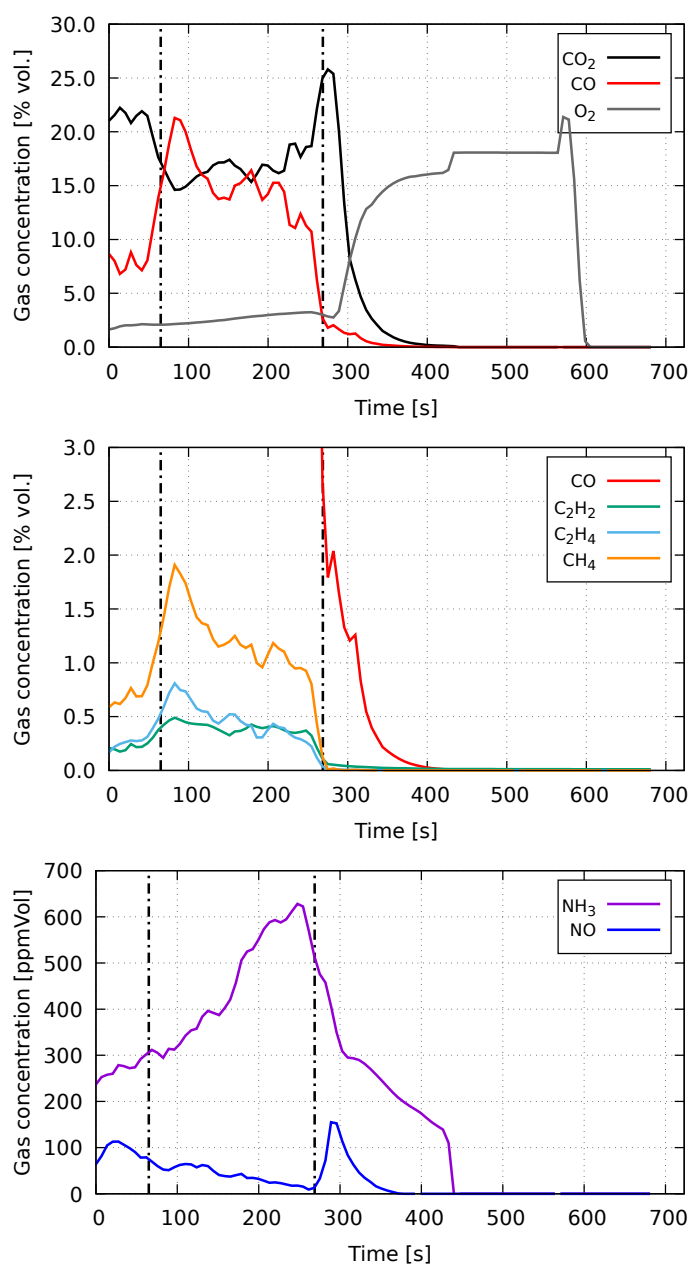 30.0
25.0
20.0
15.0
10.0
5.0
0.0
Gas concentration [% vol.]
CO₂
CO
O₂
0 100 200 300 400 500 600 700
Time [s]
3.0
2.5
2.0
1.5
1.0
0.5
0.0
Gas concentration [% vol.]
CO
C₂H₂
C₂H₄
CH₄
0 100 200 300 400 500 600 700
Time [s]
700
600
500
400
300
200
100
0
Gas concentration [ppmVol]
NH₃
NO
0 100 200 300 400 500 600 700
Time [s]